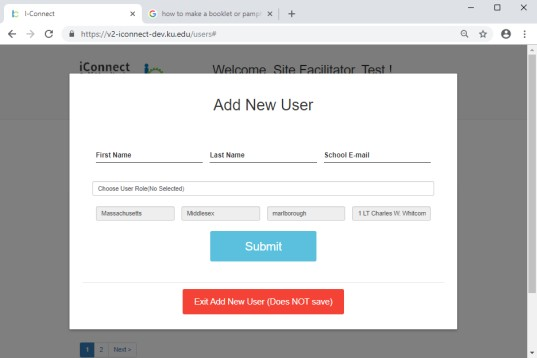 1-Connect
how to make a booklet or pamp
https://v2-iconnect-dev.ku.edu/users#
iConnect
Welcome, Site Facilitator, Test !
Add New User
First Name Last Name School E-mail
Choose User Role(No Selected)
Massachusetts Middlesex marlborough 1 LT Charles W. Whitcom
Submit
Exit Add New User (Does NOT save)
1 2 Next »